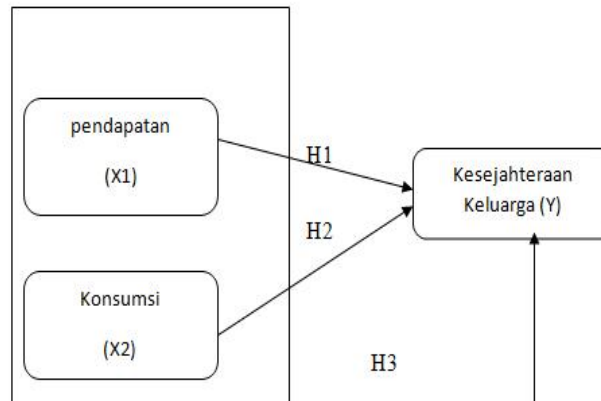 pendapatan
(X1)
H1
Kesejahteraan
Keluarga (Y)
H2
Konsumsi
(X2)
H3